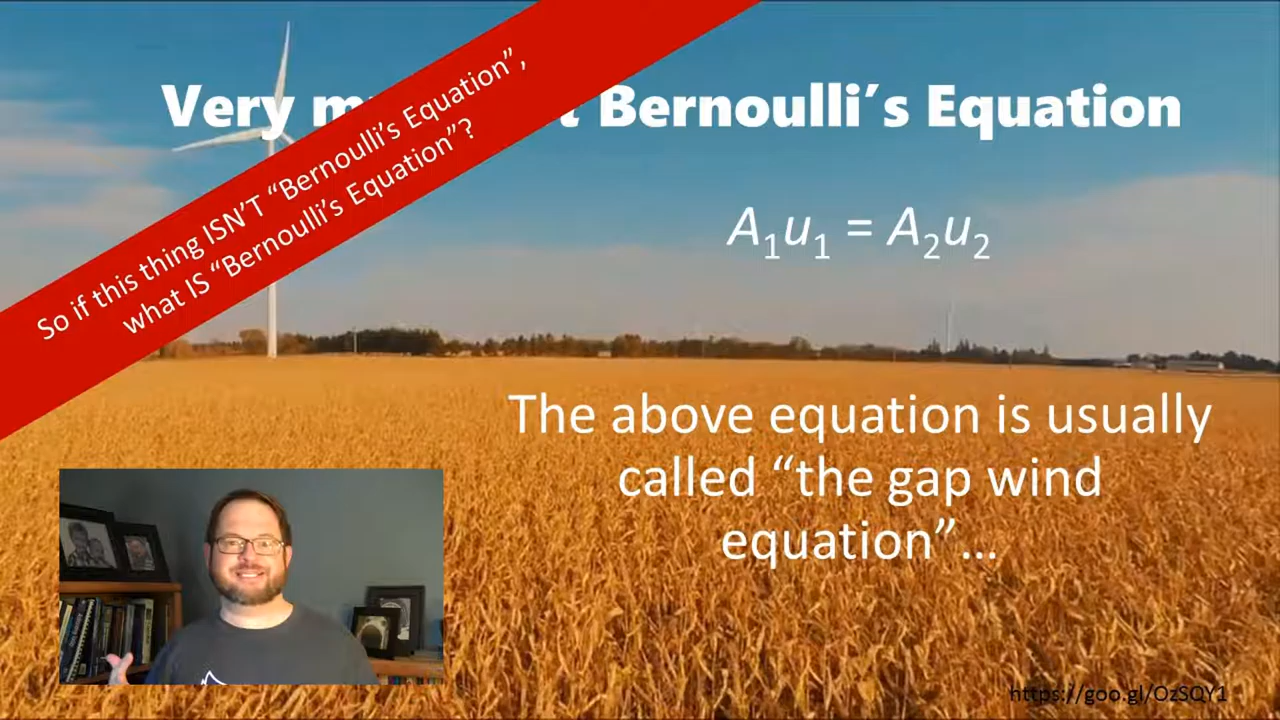 Very m t Bernoulli´s Equation
So if this thing ISN’T “Bernoulli’s Equation”,
what IS “Bernoulli’s Equation”?
A₁u₁ = A₂u₂
The above equation is usually
called “the gap wind
equation”…
https://goo.gl/OzSQY1